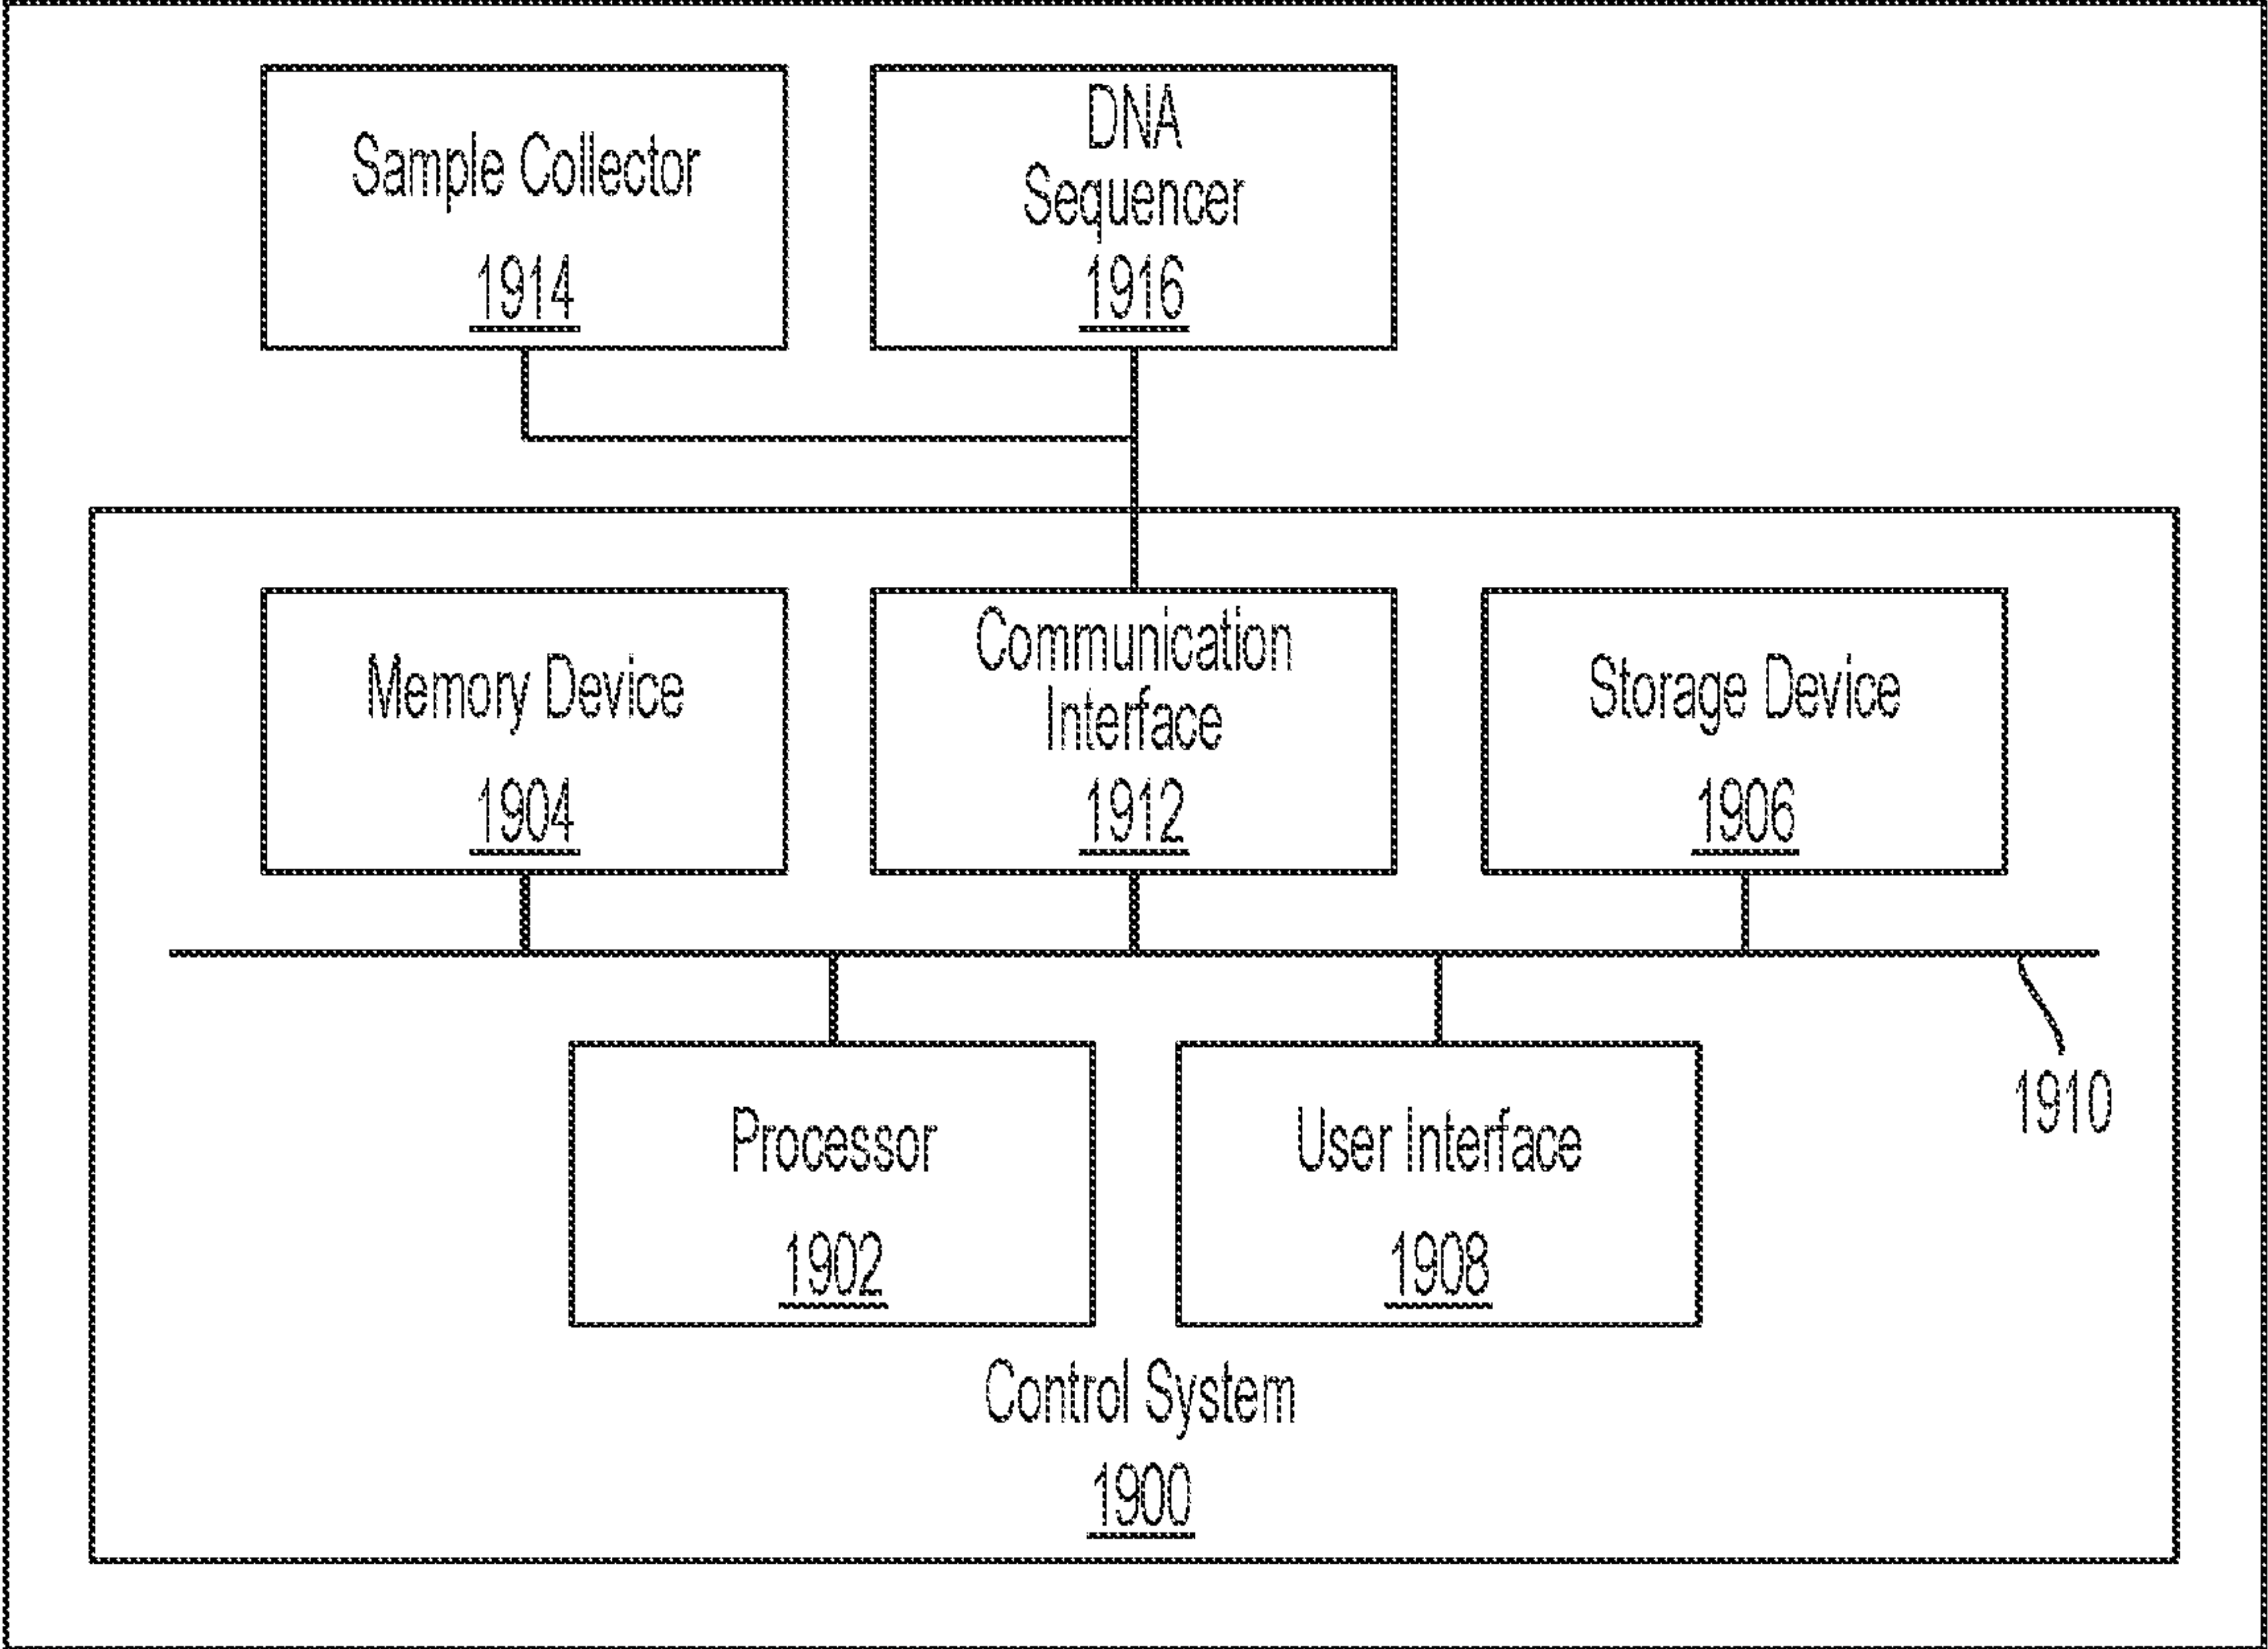 Sample Collector
1914
DNA
Sequencer
1916
Memory Device
1904
Communication
Interface
1912
Storage Device
1906
Processor
1902
User Interface
1908
1910
Control System
1900